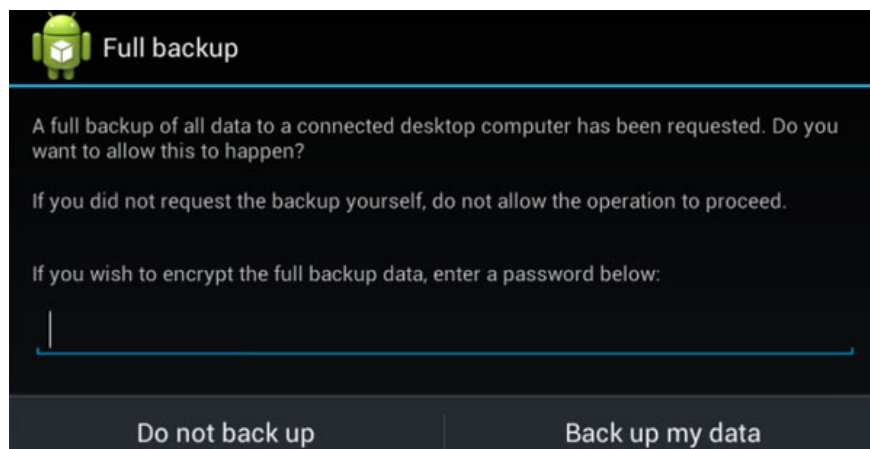 Full backup
A full backup of all data to a connected desktop computer has been requested. Do you
want to allow this to happen?
If you did not request the backup yourself, do not allow the operation to proceed.
If you wish to encrypt the full backup data, enter a password below:
Do not back up
Back up my data